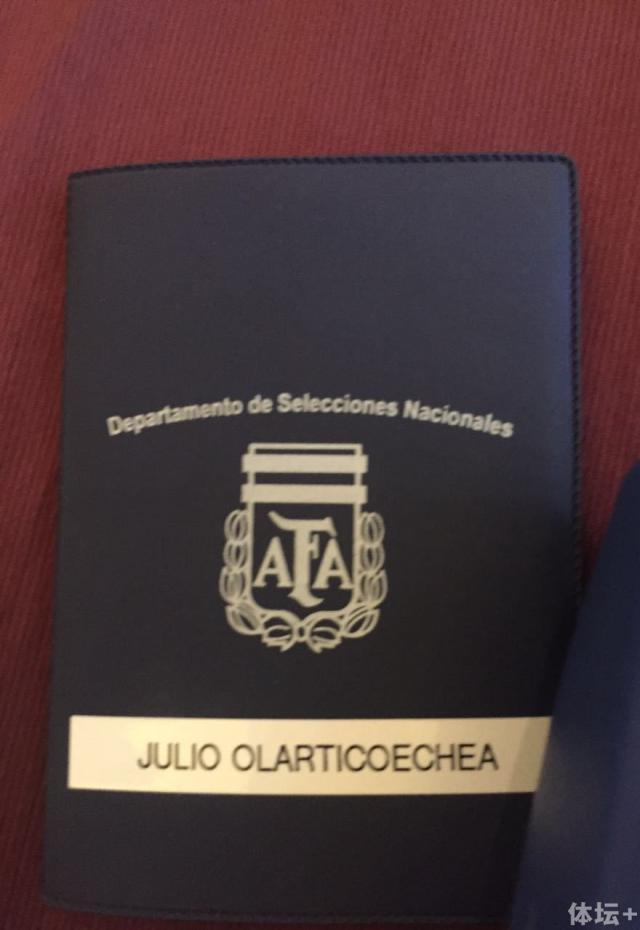 Departamento de Selecciones Nacionales
AFA
JULIO OLARTICOECHEA
体坛+